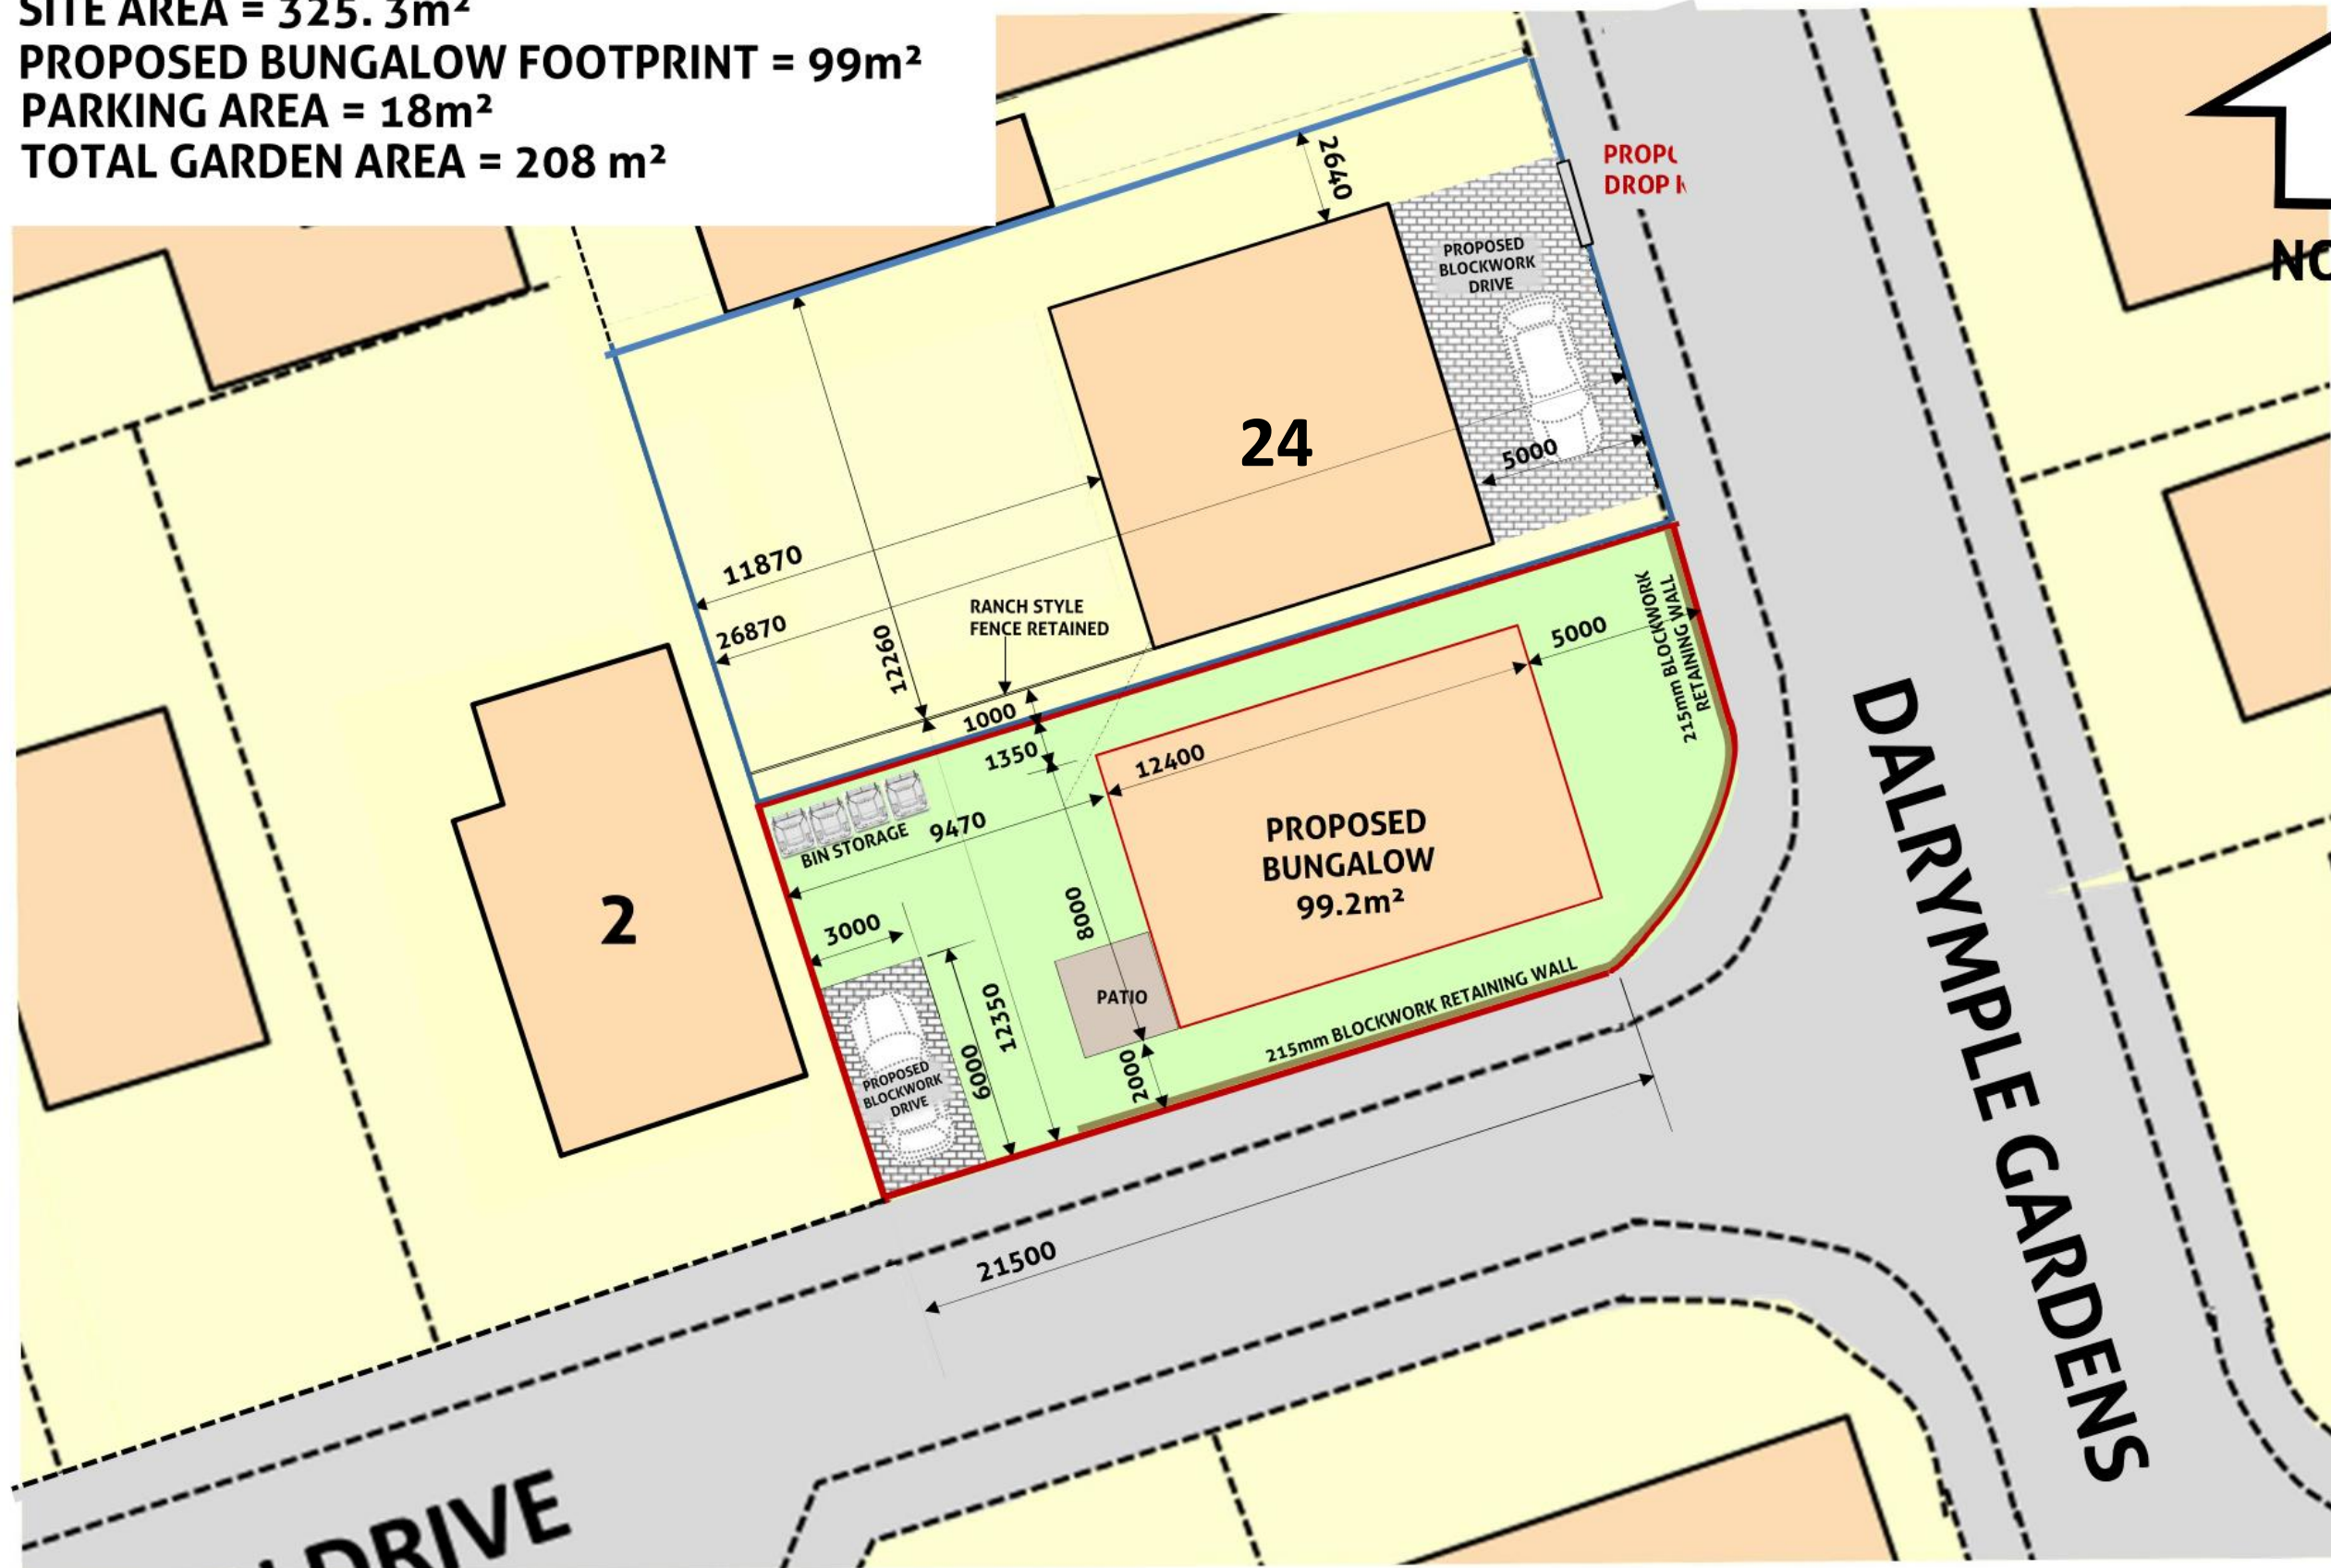 SITE AREA = 325. 3m²
PROPOSED BUNGALOW FOOTPRINT = 99m²
PARKING AREA = 18m²
TOTAL GARDEN AREA = 208 m²
2640
PROPOSED
BLOCKWORK
DRIVE
DROP
24
5000
11870
26870
12260
RANCH STYLE
FENCE RETAINED
1000
1350
5000
215mm BLOCKWORK
RETAINING WALL
12400
BIN STORAGE
9470
PROPOSED
BUNGALOW
99.2m²
8000
2
3000
PATIO
12350
6000
PROPOSED
BLOCKWORK
DRIVE
2000
215mm BLOCKWORK RETAINING WALL
21500
DALRYMPLE GARDENS
DRIVE